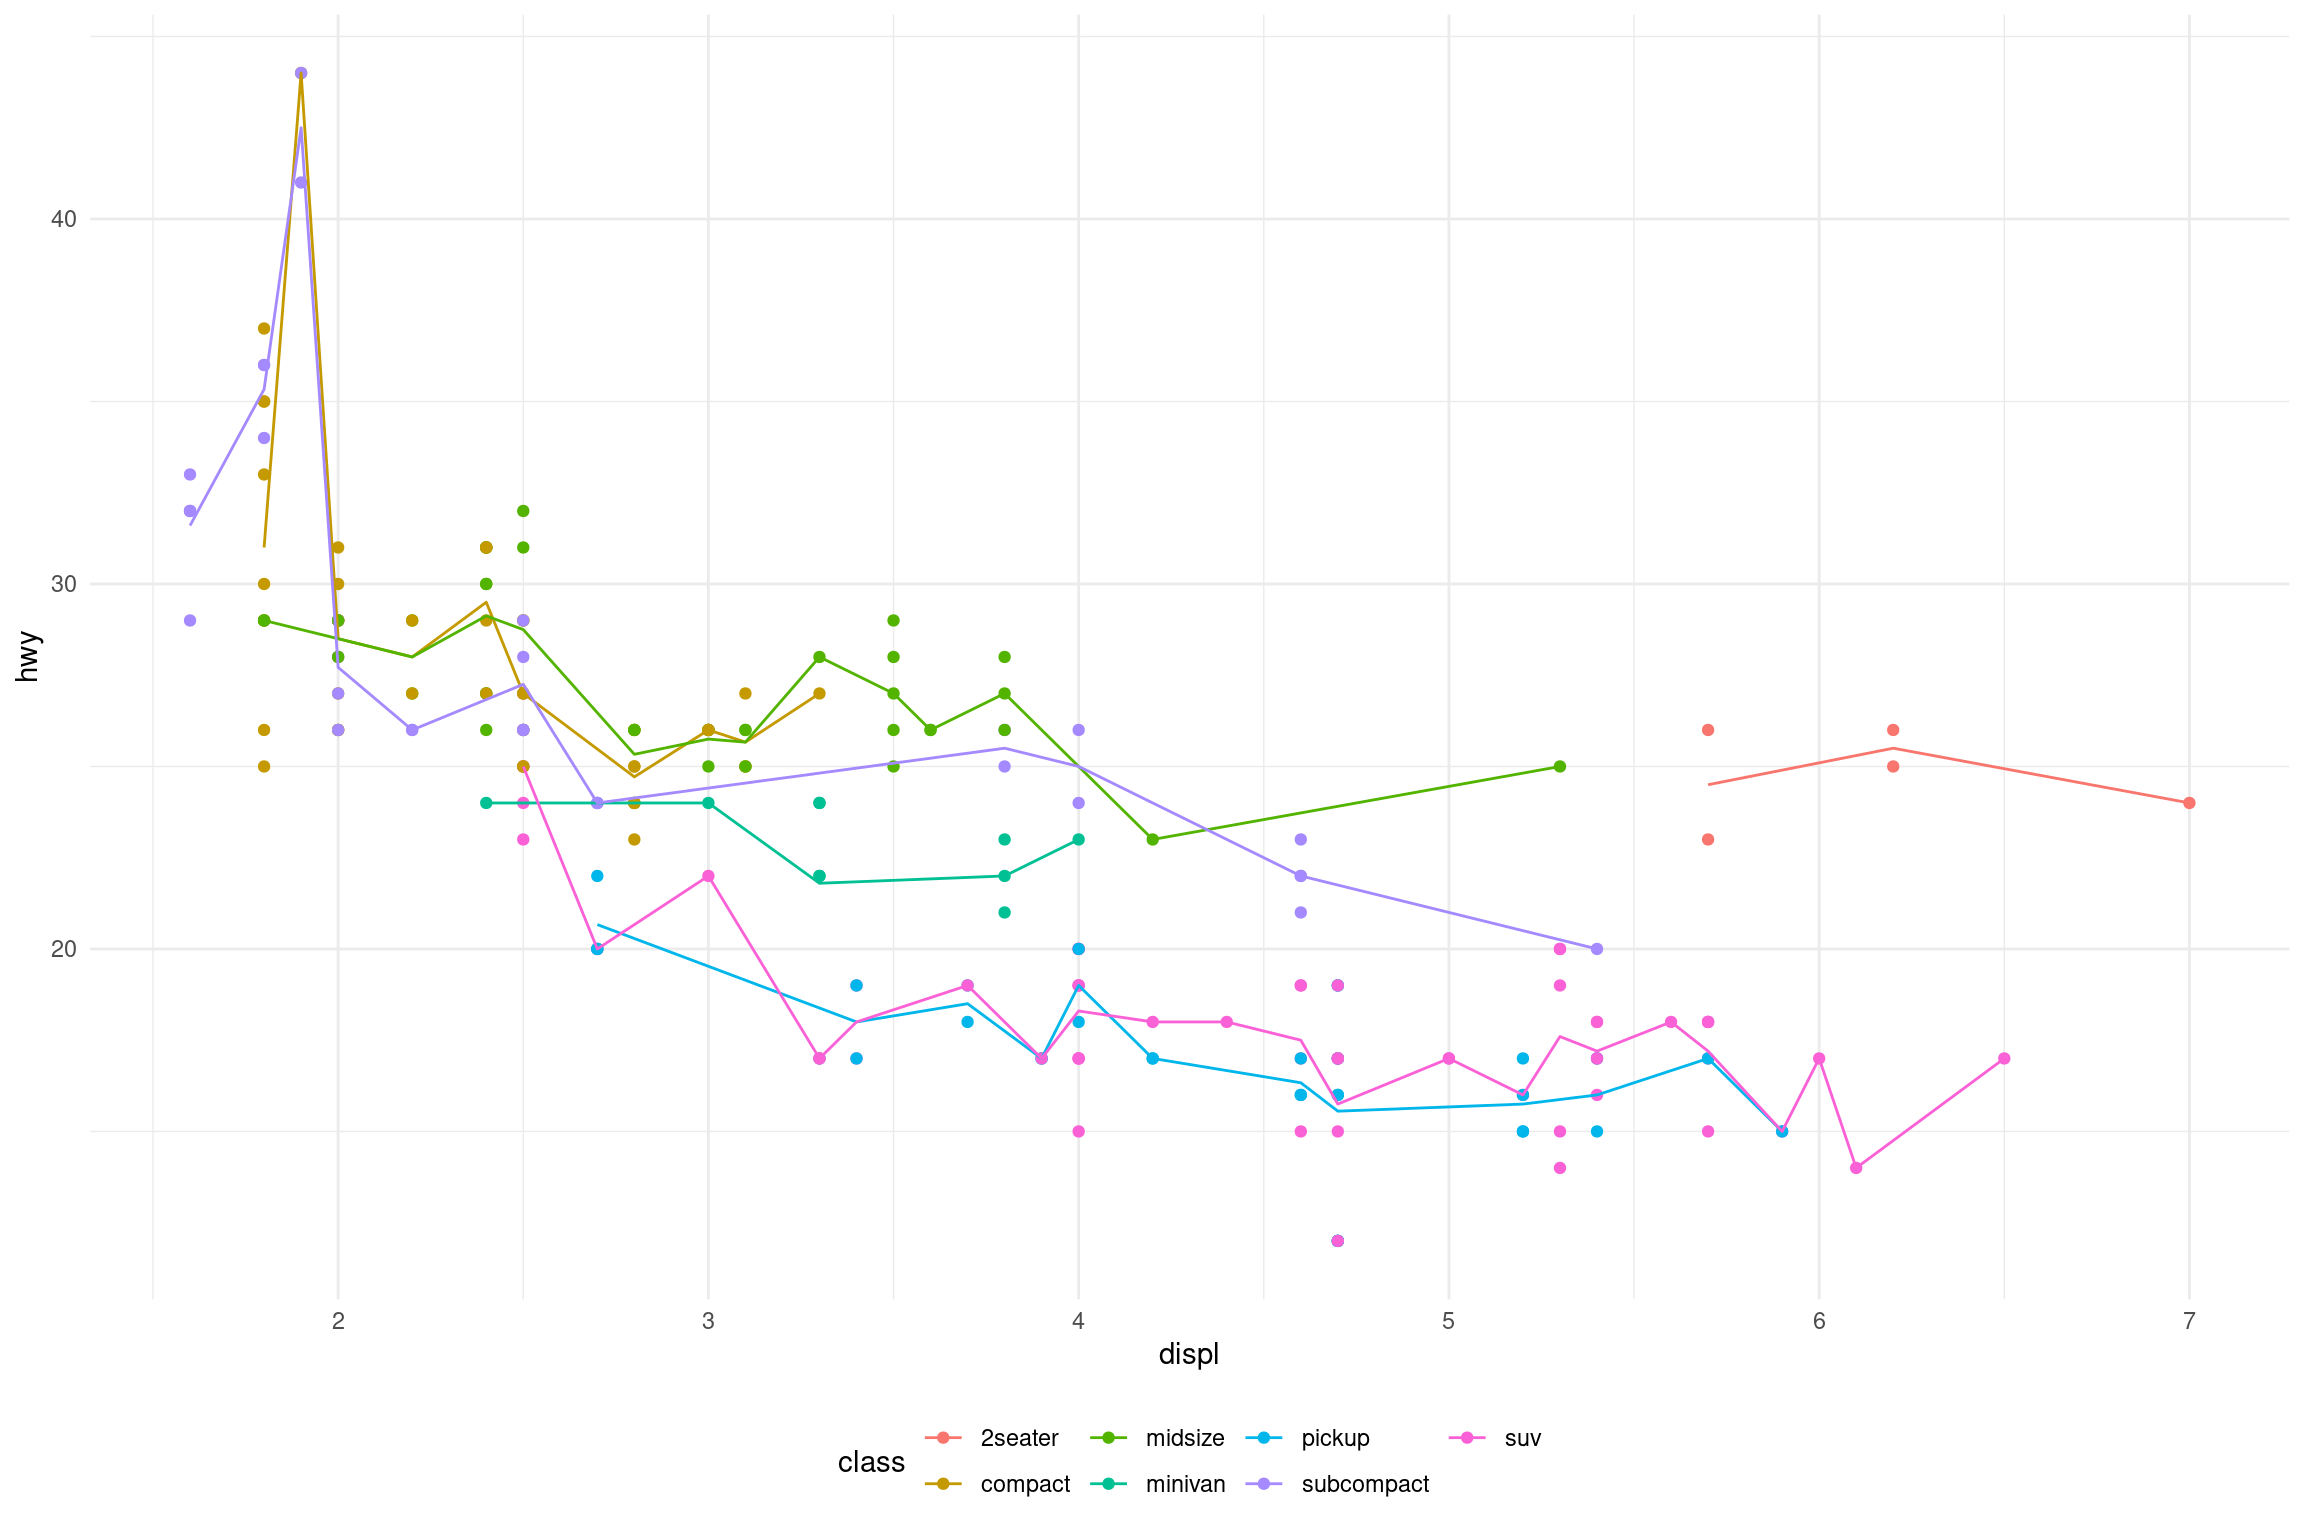 40
30
20
hwy
2 3 4 5 6 7
displ
class
2seater midsize pickup suv
compact minivan subcompact